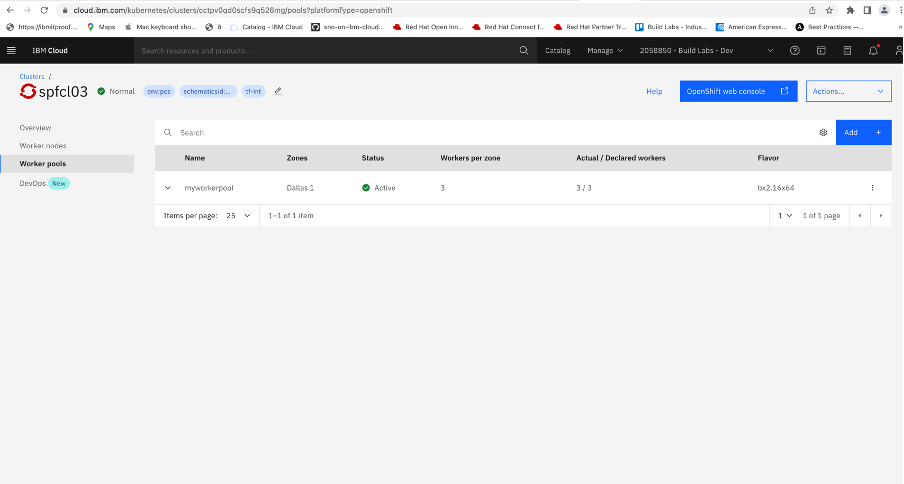 cloud.ibm.com/kubernetes/clusters/cctpv0qd0scfs9q526mg/pools?platformType=openshift
https://ibmitproof.... Maps Mac keyboard sho... Catalog - IBM Cloud sno-on-ibm-cloud... Red Hat Open Inn... Red Hat Connect f... Red Hat Partner Tr... Build Labs - Indus... American Express... Best Practices —... »
IBM Cloud Search resources and products... Catalog Manage 2058850 - Build Labs - Dev
Clusters /
spfcl03 Normal env:poc schematicsid:... tf-int Help OpenShift web console Actions...
Overview
Worker nodes
Worker pools
DevOps New
Search Add +
Name Zones Status Workers per zone Actual / Declared workers Flavor
myworkerpool Dallas 1 Active 3 3 / 3 bx2.16x64
Items per page: 25 1–1 of 1 item 1 1 of 1 page